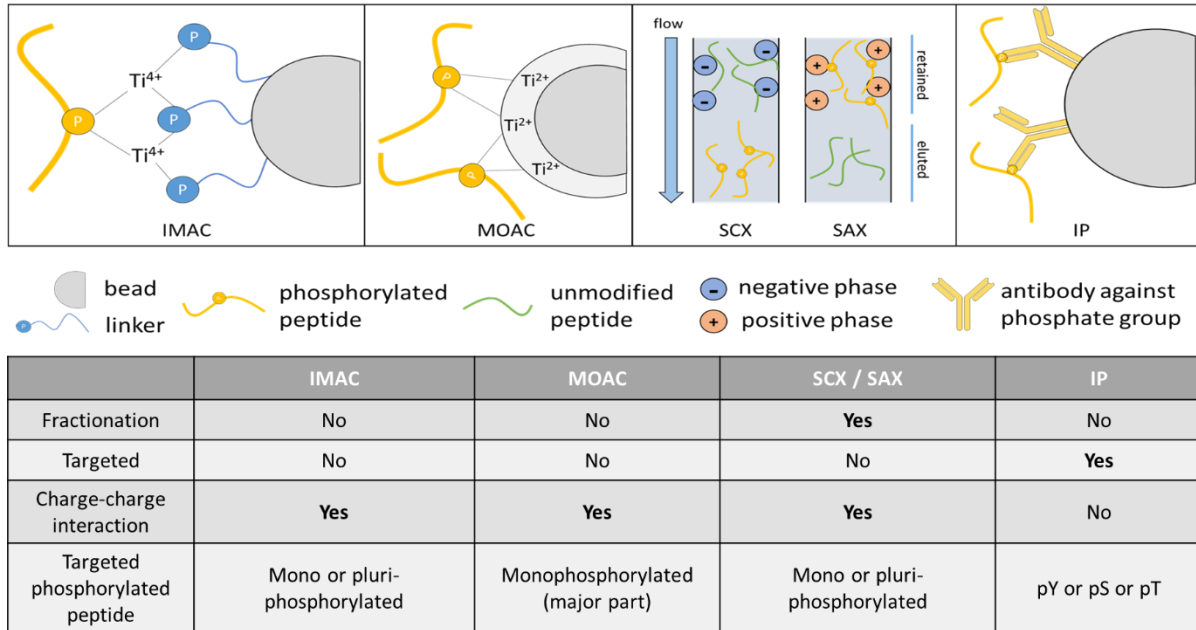 P
P
P
P
Ti⁴⁺
Ti⁴⁺
IMAC
P
P
Ti²⁺
Ti²⁺
Ti²⁺
MOAC
flow
- - - -
+ + + +
retained
eluted
SCX SAX
IP
bead
P linker
phosphorylated
peptide
unmodified
peptide
- negative phase
+ positive phase
antibody against
phosphate group
IMAC MOAC SCX / SAX IP
Fractionation No No Yes No
Targeted No No No Yes
Charge-charge
interaction Yes Yes Yes No
Targeted
phosphorylated
peptide
Mono or pluri-
phosphorylated
Monophosphorylated
(major part)
Mono or pluri-
phosphorylated
pY or pS or pT